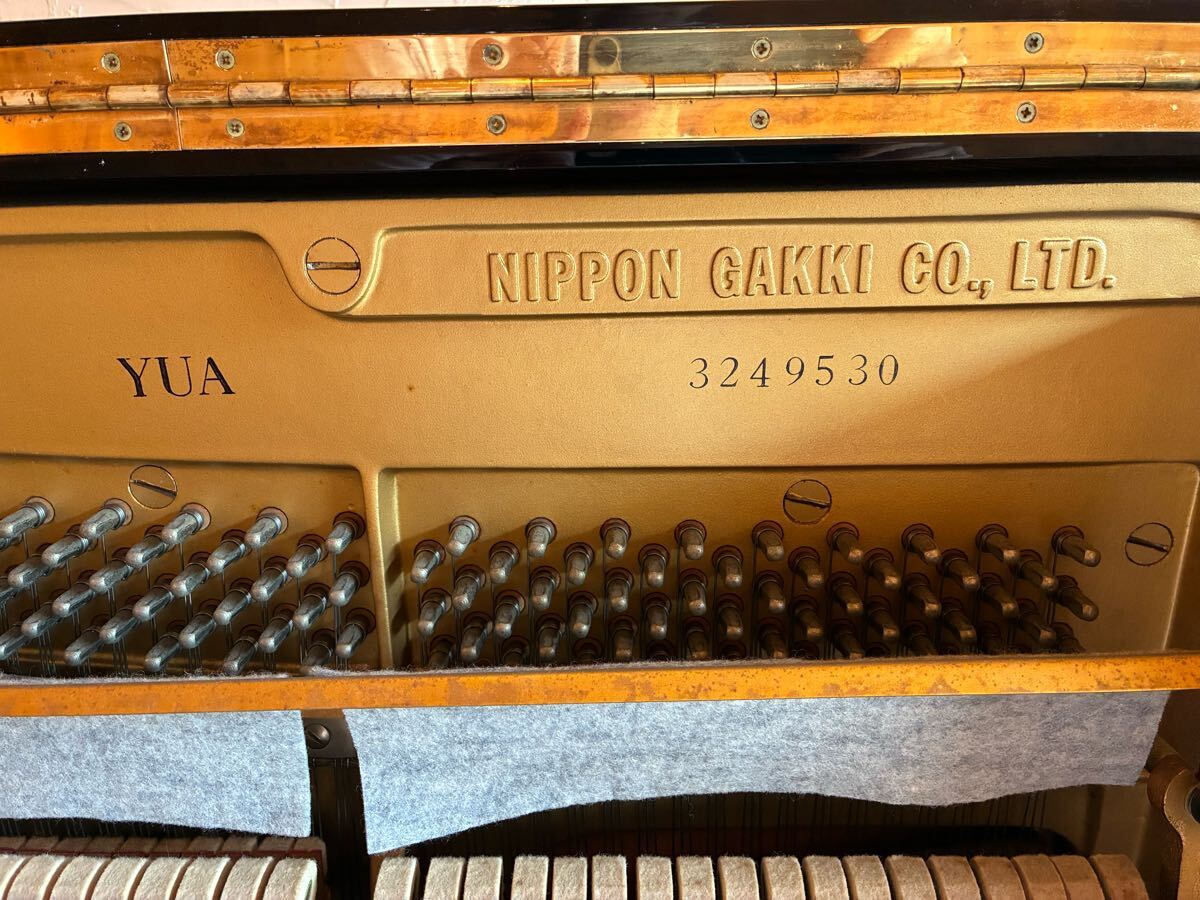 NIPPON GAKKI CO., LTD.
YUA 3249530